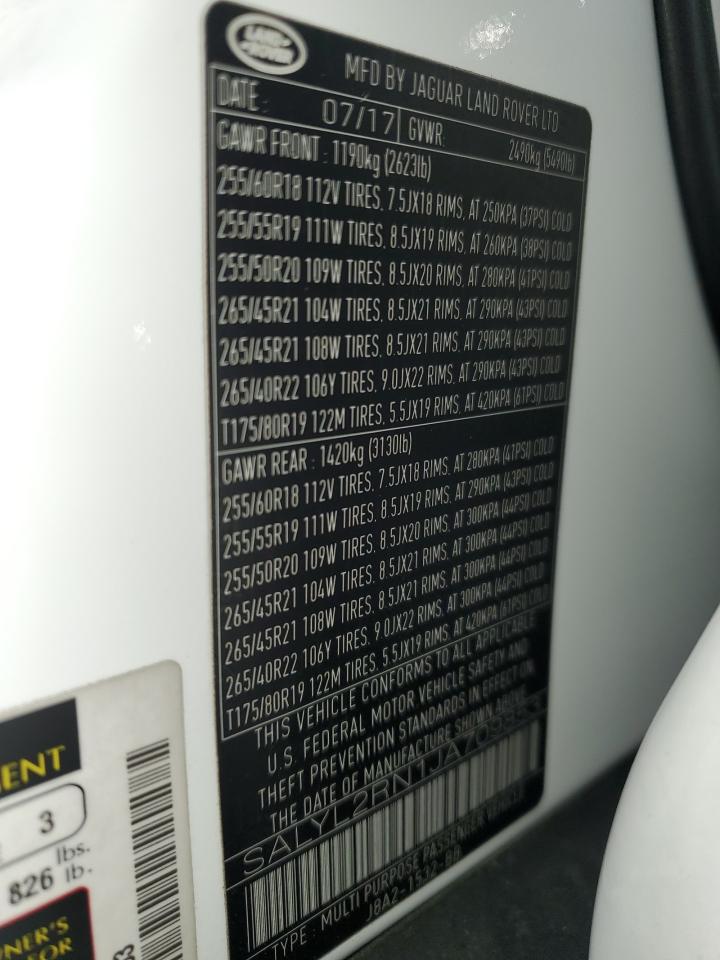 LAND ROVER
MFD BY JAGUAR LAND ROVER LTD
DATE: 07/17 GVWR: 2490kg (5490lb)
GAWR FRONT : 1190kg (2623lb)
255/60R18 112V TIRES, 7.5JX18 RIMS, AT 250KPA (37PSI) COLD
255/55R19 111W TIRES, 8.5JX19 RIMS, AT 260KPA (38PSI) COLD
255/50R20 109W TIRES, 8.5JX20 RIMS, AT 280KPA (41PSI) COLD
265/45R21 104W TIRES, 8.5JX21 RIMS, AT 290KPA (43PSI) COLD
265/45R21 108W TIRES, 8.5JX21 RIMS, AT 290KPA (43PSI) COLD
265/40R22 106Y TIRES, 9.0JX22 RIMS, AT 290KPA (43PSI) COLD
T175/80R19 122M TIRES, 5.5JX19 RIMS, AT 420KPA (61PSI) COLD
GAWR REAR : 1420kg (3130lb)
255/60R18 112V TIRES, 7.5JX18 RIMS, AT 280KPA (41PSI) COLD
255/55R19 111W TIRES, 8.5JX19 RIMS, AT 290KPA (43PSI) COLD
255/50R20 109W TIRES, 8.5JX20 RIMS, AT 300KPA (44PSI) COLD
265/45R21 104W TIRES, 8.5JX21 RIMS, AT 300KPA (44PSI) COLD
265/45R21 108W TIRES, 8.5JX21 RIMS, AT 300KPA (44PSI) COLD
265/40R22 106Y TIRES, 9.0JX22 RIMS, AT 300KPA (44PSI) COLD
T175/80R19 122M TIRES, 5.5JX19 RIMS, AT 420KPA (61PSI) COLD
THIS VEHICLE CONFORMS TO ALL APPLICABLE
U.S. FEDERAL MOTOR VEHICLE SAFETY AND
THEFT PREVENTION STANDARDS IN EFFECT ON
THE DATE OF MANUFACTURE SHOWN ABOVE
TYPE : MULTI PURPOSE PASSENGER VEHICLE
J8A2-1532-BB
3
lbs.
826 lb.